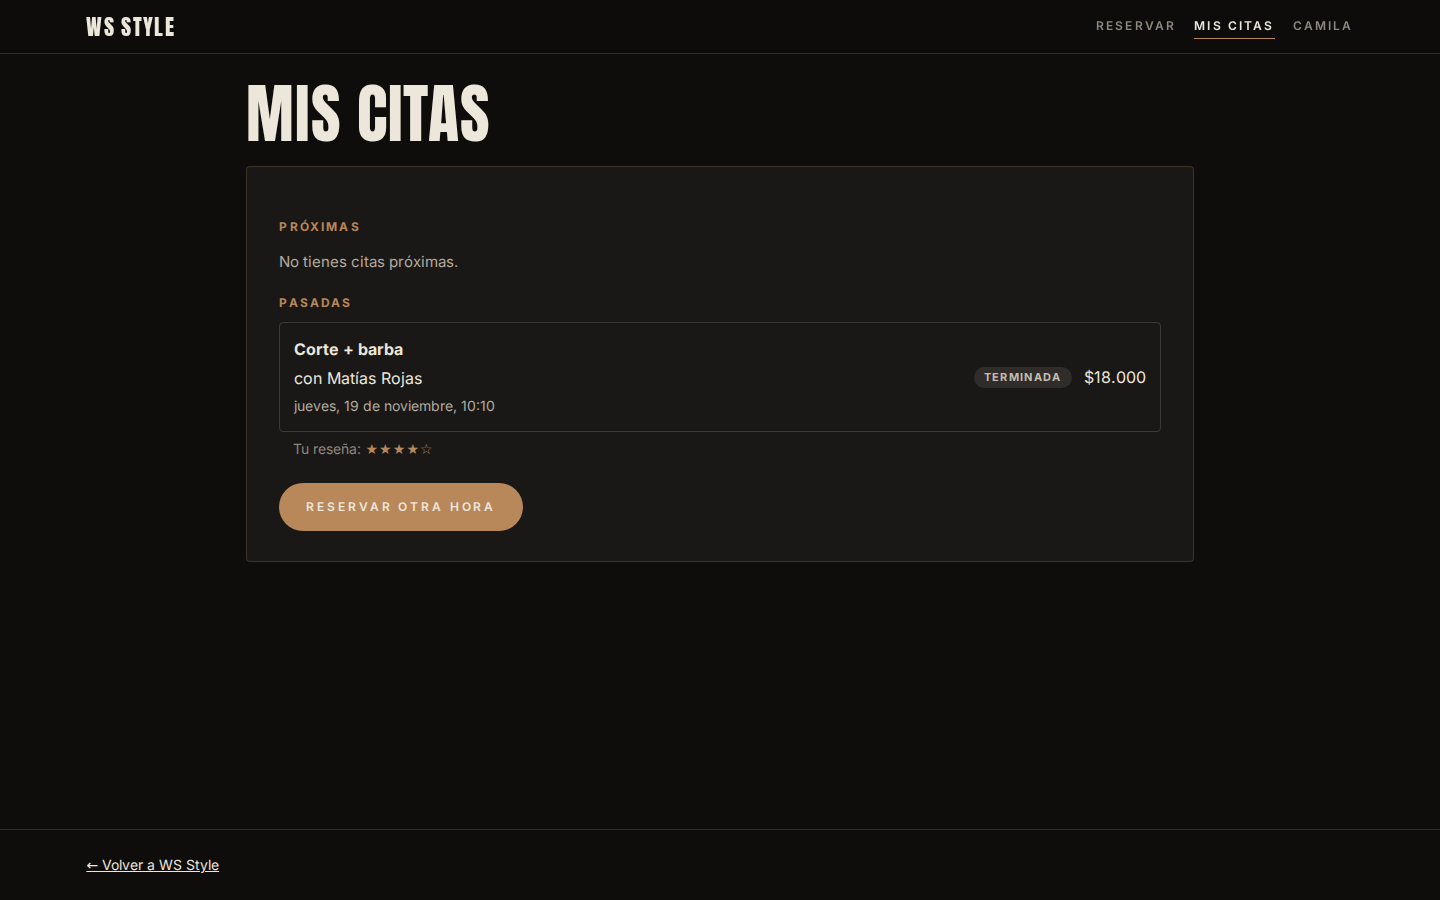 WS STYLE
RESERVAR MIS CITAS CAMILA
MIS CITAS
PRÓXIMAS
No tienes citas próximas.
PASADAS
Corte + barba
con Matías Rojas
jueves, 19 de noviembre, 10:10
TERMINADA $18.000
Tu reseña: ★★★★☆
RESERVAR OTRA HORA
← Volver a WS Style